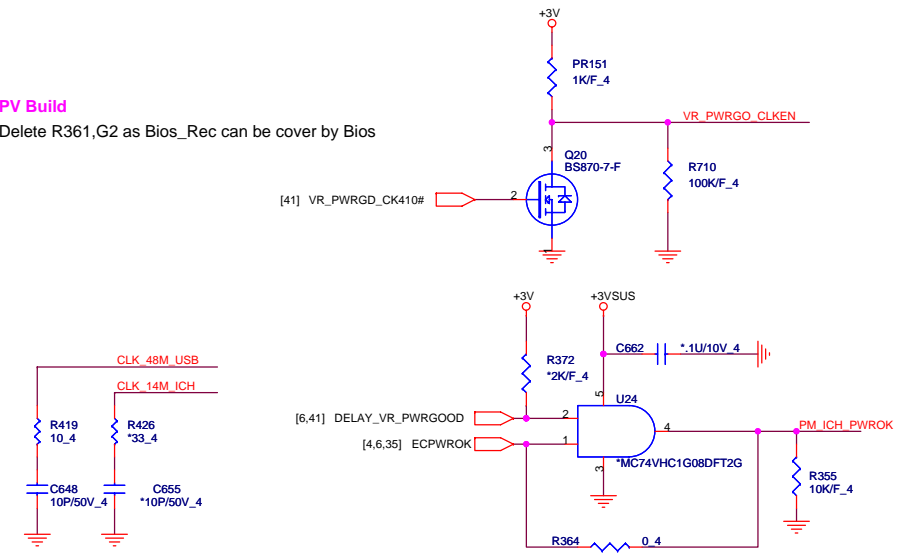 +3V
PR151
1K/F_4
PV Build
Delete R361,G2 as Bios_Rec can be cover by Bios
VR_PWRGO_CLKEN
3
Q20
BS870-7-F
R710
100K/F_4
[41] VR_PWRGD_CK410#
2
1
+3V
+3VSUS
C662
*.1U/10V_4
CLK_48M_USB
R372
*2K/F_4
CLK_14M_ICH
5
U24
[6,41] DELAY_VR_PWRGOOD
2
R419
10_4
R426
*33_4
4
PM_ICH_PWROK
[4,6,35] ECPWROK
1
*MC74VHC1G08DFT2G
3
R355
10K/F_4
C648
10P/50V_4
C655
*10P/50V_4
R364
0_4